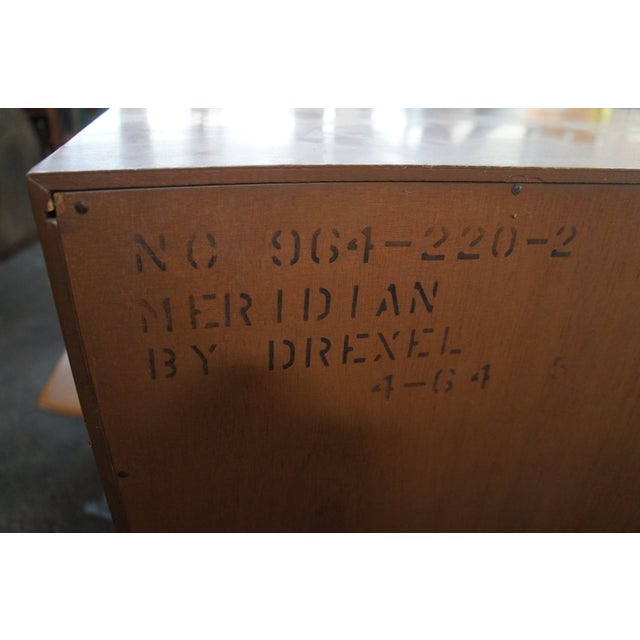 NO 964-220-2
MERIDIAN
BY DREXEL
4-64